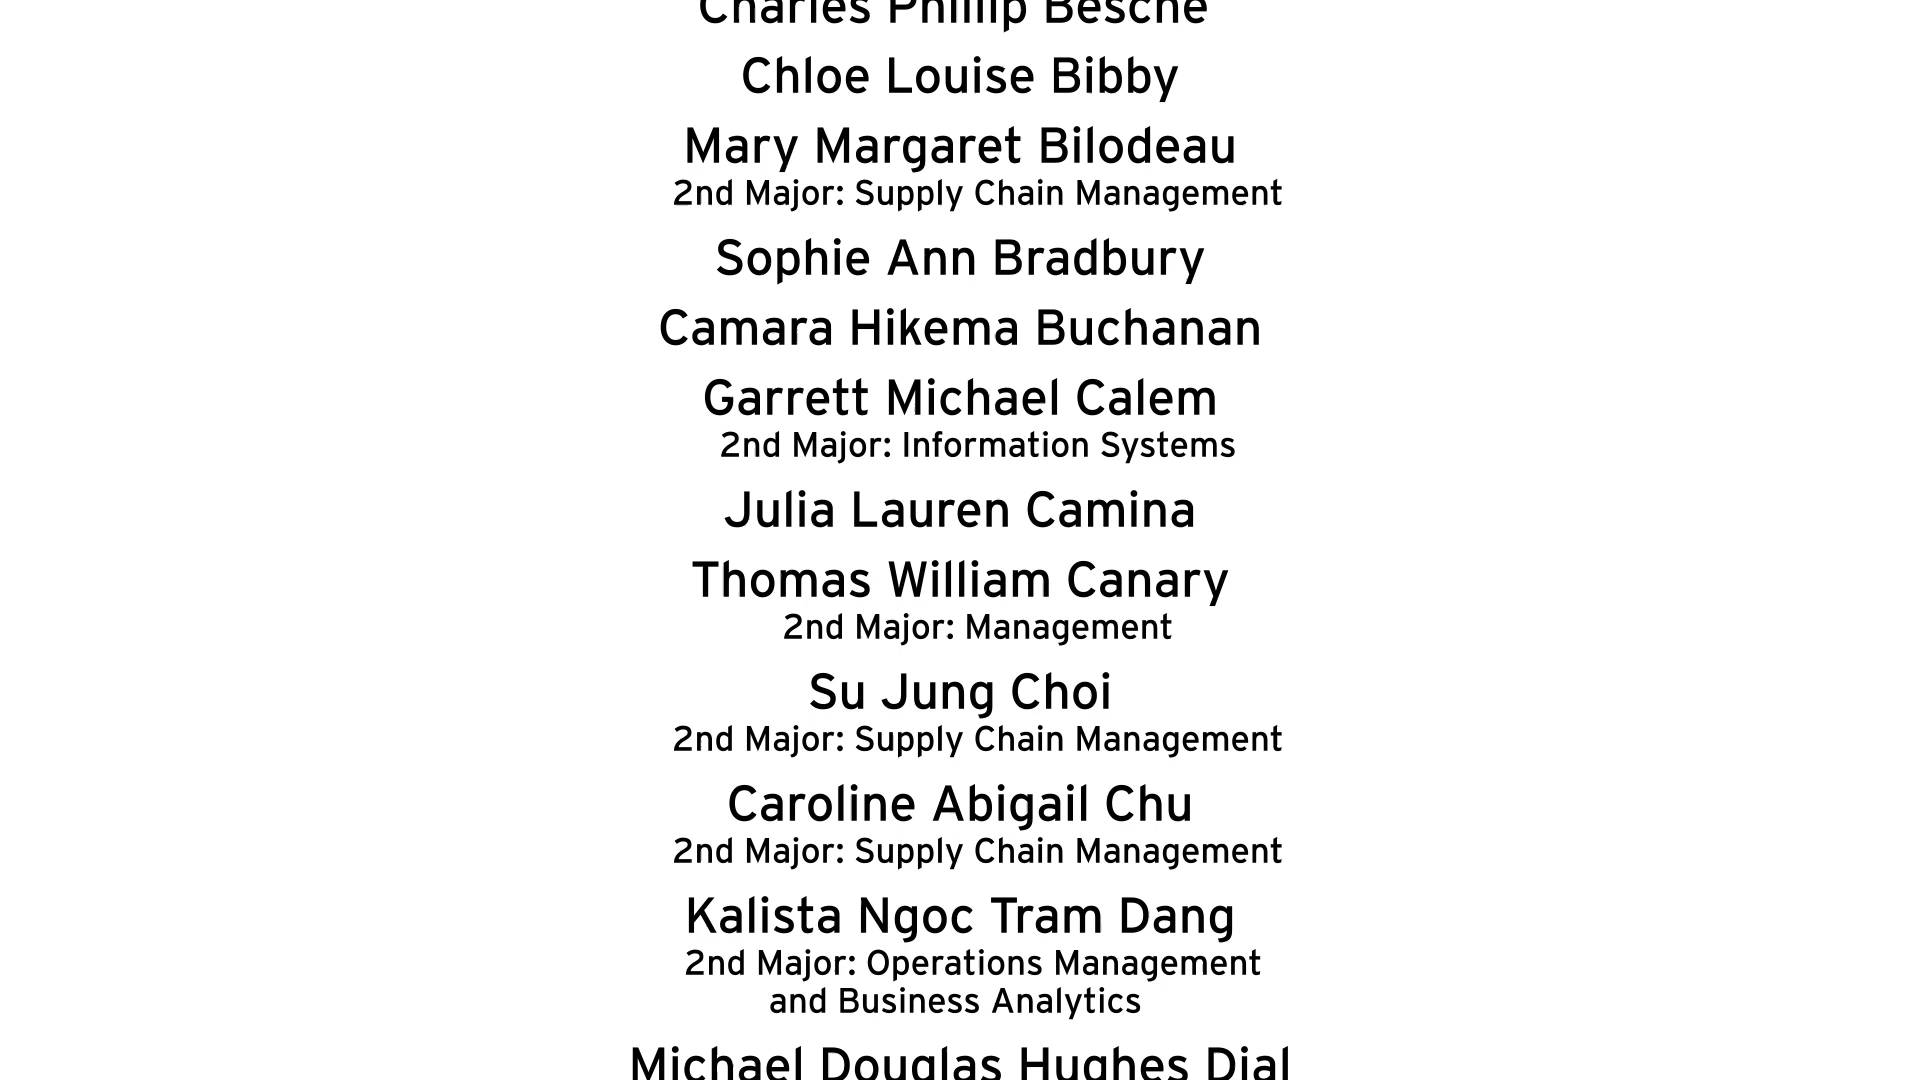 Charles Phillip Besche
Chloe Louise Bibby
Mary Margaret Bilodeau
2nd Major: Supply Chain Management
Sophie Ann Bradbury
Camara Hikema Buchanan
Garrett Michael Calem
2nd Major: Information Systems
Julia Lauren Camina
Thomas William Canary
2nd Major: Management
Su Jung Choi
2nd Major: Supply Chain Management
Caroline Abigail Chu
2nd Major: Supply Chain Management
Kalista Ngoc Tram Dang
2nd Major: Operations Management
and Business Analytics
Michael Douglas Hughes Dial